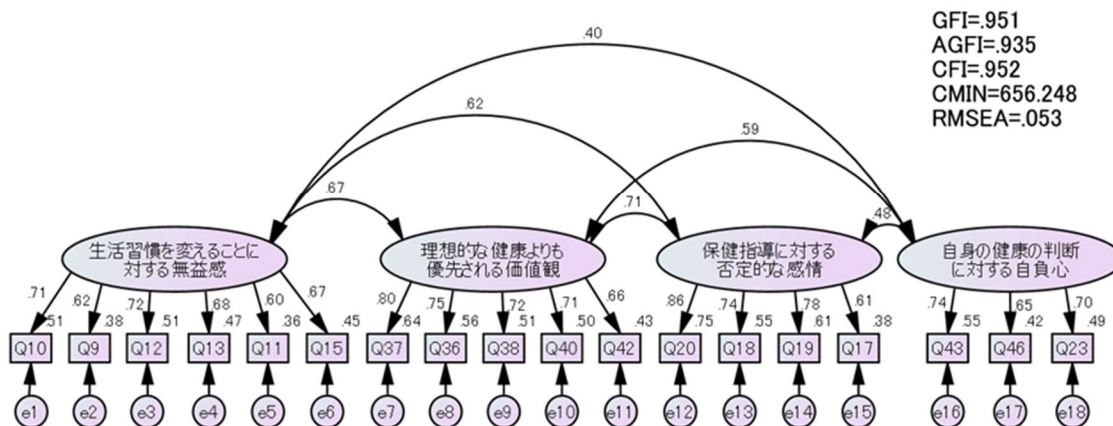 GFI=.951
AGFI=.935
CFI=.952
CMIN=656.248
RMSEA=.053
.40
.62
.59
.67
.71
.48
生活習慣を変えることに
対する無益感
理想的な健康よりも
優先される価値観
保健指導に対する
否定的な感情
自身の健康の判断
に対する自負心
.71 .62 .72 .68 .60 .67 .80 .75 .72 .71 .66 .86 .74 .78 .61 .74 .65 .70
.51 .38 .51 .47 .36 .45 .64 .56 .51 .50 .43 .75 .55 .61 .38 .55 .42 .49
Q10 Q9 Q12 Q13 Q11 Q15 Q37 Q36 Q38 Q40 Q42 Q20 Q18 Q19 Q17 Q43 Q46 Q23
e1 e2 e3 e4 e5 e6 e7 e8 e9 e10 e11 e12 e13 e14 e15 e16 e17 e18